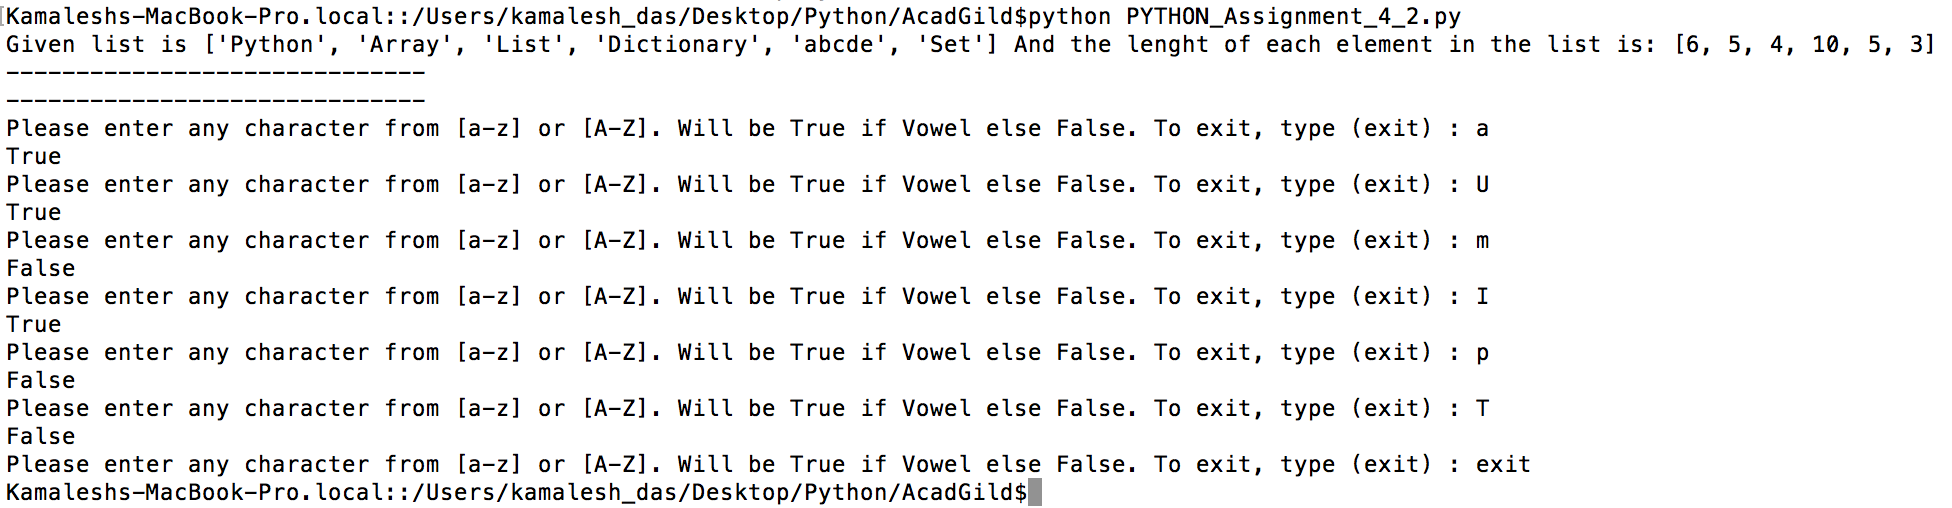 Kamaleshs-MacBook-Pro.local::/Users/kamalesh_das/Desktop/Python/AcadGild$python PYTHON_Assignment_4_2.py
Given list is ['Python', 'Array', 'List', 'Dictionary', 'abcde', 'Set'] And the lenght of each element in the list is: [6, 5, 4, 10, 5, 3]
------------------------------
------------------------------
Please enter any character from [a-z] or [A-Z]. Will be True if Vowel else False. To exit, type (exit) : a
True
Please enter any character from [a-z] or [A-Z]. Will be True if Vowel else False. To exit, type (exit) : U
True
Please enter any character from [a-z] or [A-Z]. Will be True if Vowel else False. To exit, type (exit) : m
False
Please enter any character from [a-z] or [A-Z]. Will be True if Vowel else False. To exit, type (exit) : I
True
Please enter any character from [a-z] or [A-Z]. Will be True if Vowel else False. To exit, type (exit) : p
False
Please enter any character from [a-z] or [A-Z]. Will be True if Vowel else False. To exit, type (exit) : T
False
Please enter any character from [a-z] or [A-Z]. Will be True if Vowel else False. To exit, type (exit) : exit
Kamaleshs-MacBook-Pro.local::/Users/kamalesh_das/Desktop/Python/AcadGild$